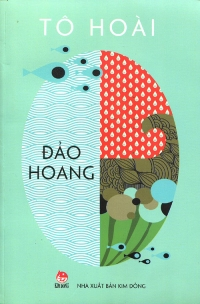 TÔ HOÀI
ĐẢO
HOANG
NHÀ XUẤT BẢN KIM ĐỒNG